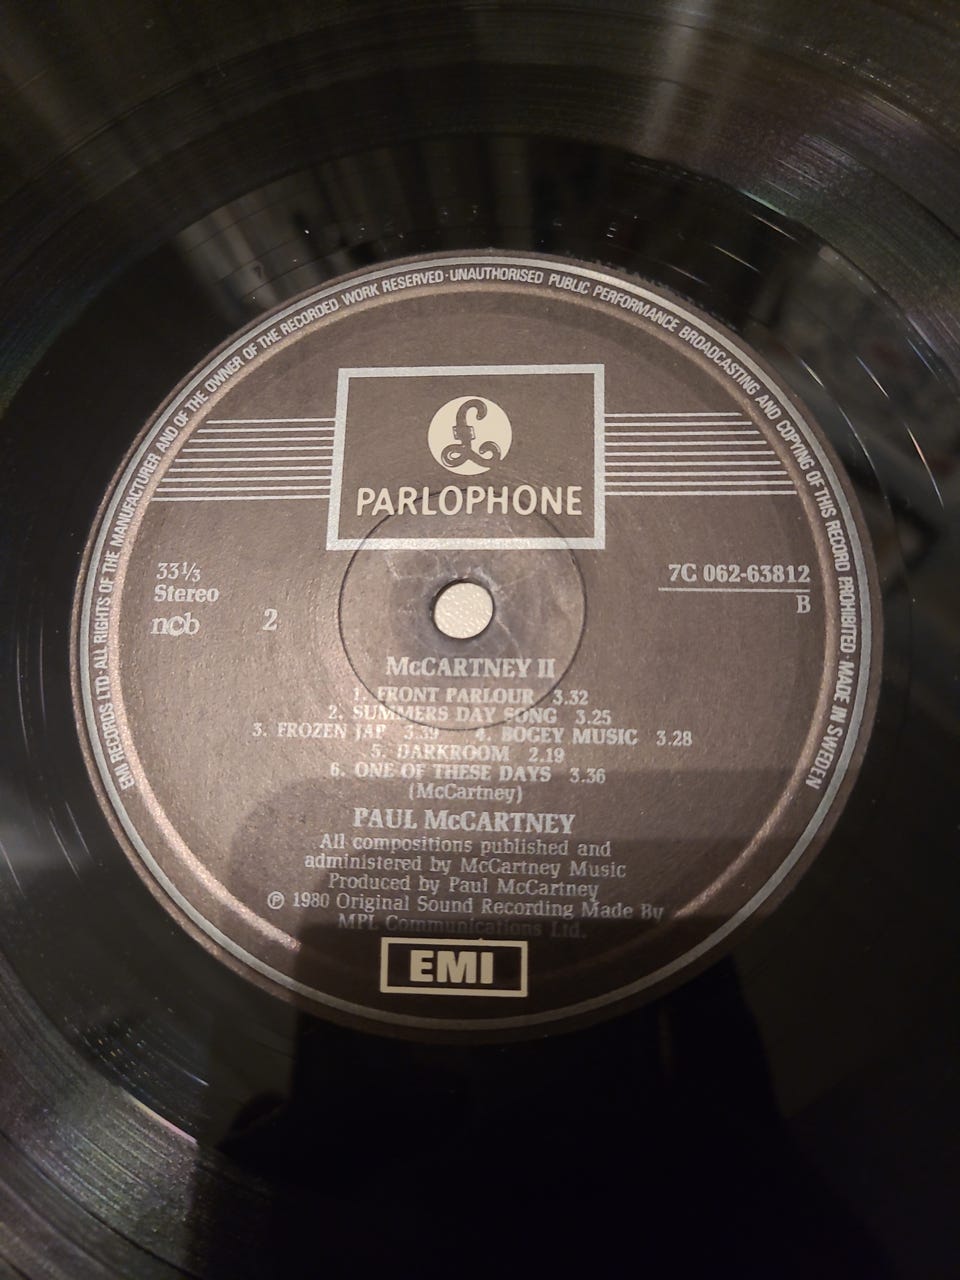 EMI RECORDS LTD·ALL RIGHTS OF THE MANUFACTURER AND OF THE OWNER OF THE RECORDED WORK RESERVED·UNAUTHORISED PUBLIC PERFORMANCE BROADCASTING AND COPYING OF THIS RECORD PROHIBITED·MADE IN SWEDEN
£
PARLOPHONE
33⅓
Stereo
ncb 2
7C 062-63812
B
McCARTNEY II
1. FRONT PARLOUR 3.32
2. SUMMERS DAY SONG 3.25
3. FROZEN JAP 3.39 4. BOGEY MUSIC 3.28
5. DARKROOM 2.19
6. ONE OF THESE DAYS 3.36
(McCartney)
PAUL McCARTNEY
All compositions published and
administered by McCartney Music
Produced by Paul McCartney
℗ 1980 Original Sound Recording Made By
MPL Communications Ltd.
EMI